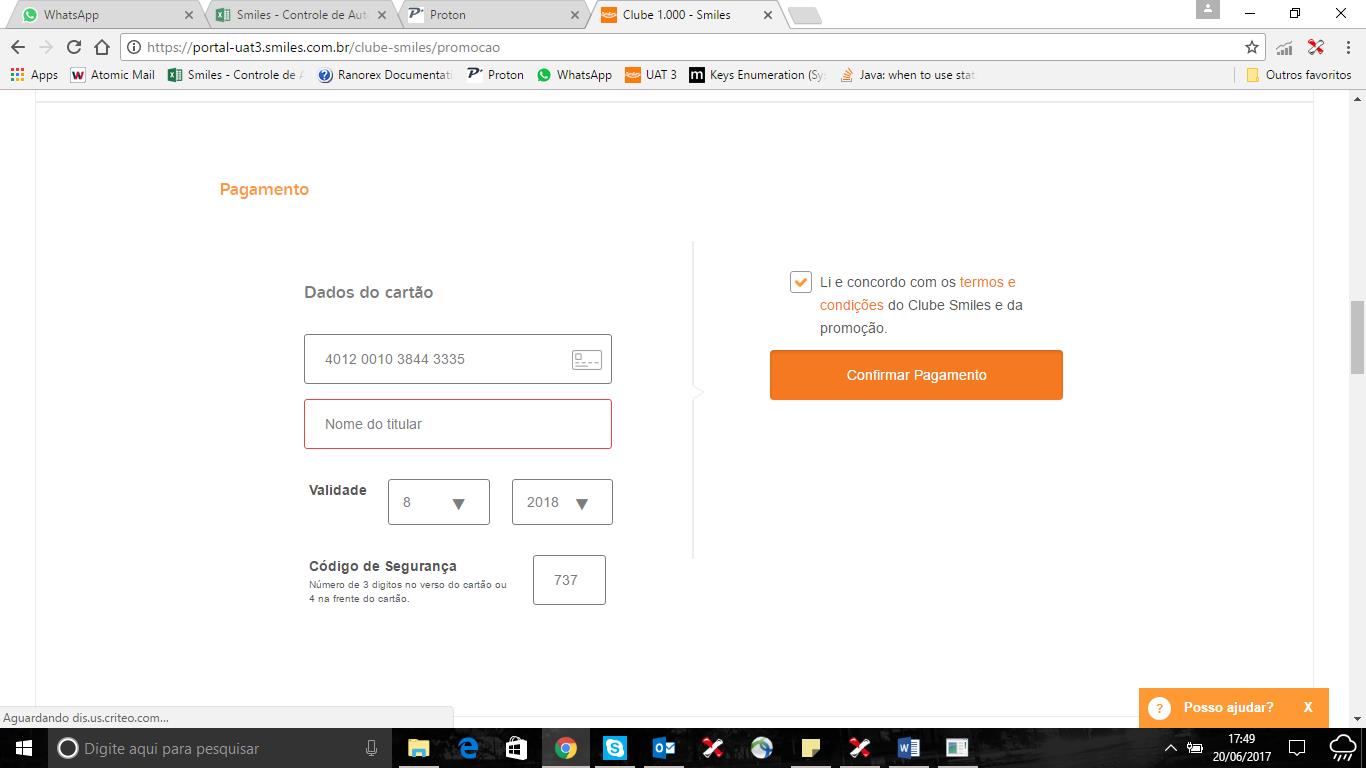 WhatsApp
Smiles - Controle de Aut
Proton
Clube 1.000 - Smiles
https://portal-uat3.smiles.com.br/clube-smiles/promocao
Apps
Atomic Mail
Smiles - Controle de A
Ranorex Documentati
Proton
WhatsApp
UAT 3
Keys Enumeration (Sy
Java: when to use stat
Outros favoritos
Pagamento
Dados do cartão
4012 0010 3844 3335
Nome do titular
Validade
8
2018
Código de Segurança
Número de 3 digitos no verso do cartão ou
4 na frente do cartão.
737
Li e concordo com os termos e
condições do Clube Smiles e da
promoção.
Confirmar Pagamento
? Posso ajudar? X
Aguardando dis.us.criteo.com...
Digite aqui para pesquisar
17:49
20/06/2017